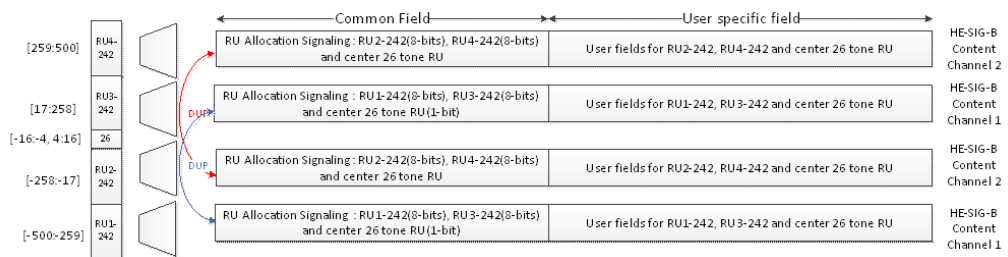 Common Field
User specific field
[259:500]
RU4-
242
RU Allocation Signaling : RU2-242(8-bits), RU4-242(8-bits)
and center 26 tone RU
User fields for RU2-242, RU4-242 and center 26 tone RU
HE-SIG-B
Content
Channel 2
[17:258]
RU3-
242
DUP
RU Allocation Signaling : RU1-242(8-bits), RU3-242(8-bits)
and center 26 tone RU(1-bit)
User fields for RU1-242, RU3-242 and center 26 tone RU
HE-SIG-B
Content
Channel 1
[-16:-4, 4:16]
26
[-258:-17]
RU2-
242
DUP
RU Allocation Signaling : RU2-242(8-bits), RU4-242(8-bits)
and center 26 tone RU
User fields for RU2-242, RU4-242 and center 26 tone RU
HE-SIG-B
Content
Channel 2
[-500:-259]
RU1-
242
RU Allocation Signaling : RU1-242(8-bits), RU3-242(8-bits)
and center 26 tone RU(1-bit)
User fields for RU1-242, RU3-242 and center 26 tone RU
HE-SIG-B
Content
Channel 1